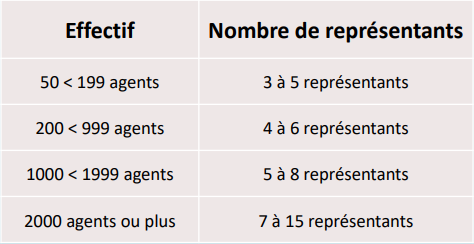 Effectif Nombre de représentants
50 < 199 agents 3 à 5 représentants
200 < 999 agents 4 à 6 représentants
1000 < 1999 agents 5 à 8 représentants
2000 agents ou plus 7 à 15 représentants